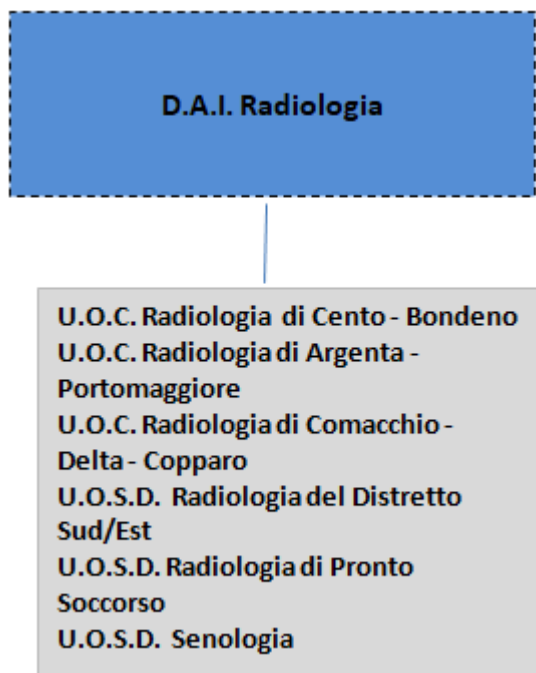 D.A.I. Radiologia
U.O.C. Radiologia di Cento - Bondeno
U.O.C. Radiologia di Argenta -
Portomaggiore
U.O.C. Radiologia di Comacchio -
Delta - Copparo
U.O.S.D. Radiologia del Distretto
Sud/Est
U.O.S.D. Radiologia di Pronto
Soccorso
U.O.S.D. Senologia